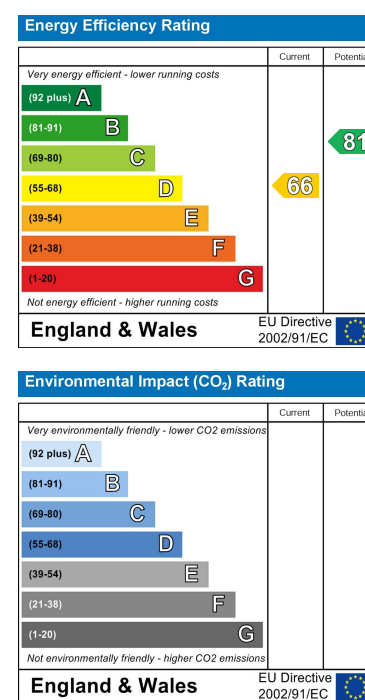 Energy Efficiency Rating
Current Potentia
Very energy efficient - lower running costs
(92 plus) A
(81-91) B
81
(69-80) C
(55-68) D 66
(39-54) E
(21-38) F
(1-20) G
Not energy efficient - higher running costs
England & Wales EU Directive 2002/91/EC
Environmental Impact (CO₂) Rating
Current Potentia
Very environmentally friendly - lower CO2 emissions
(92 plus) A
(81-91) B
(69-80) C
(55-68) D
(39-54) E
(21-38) F
(1-20) G
Not environmentally friendly - higher CO2 emissions
England & Wales EU Directive 2002/91/EC